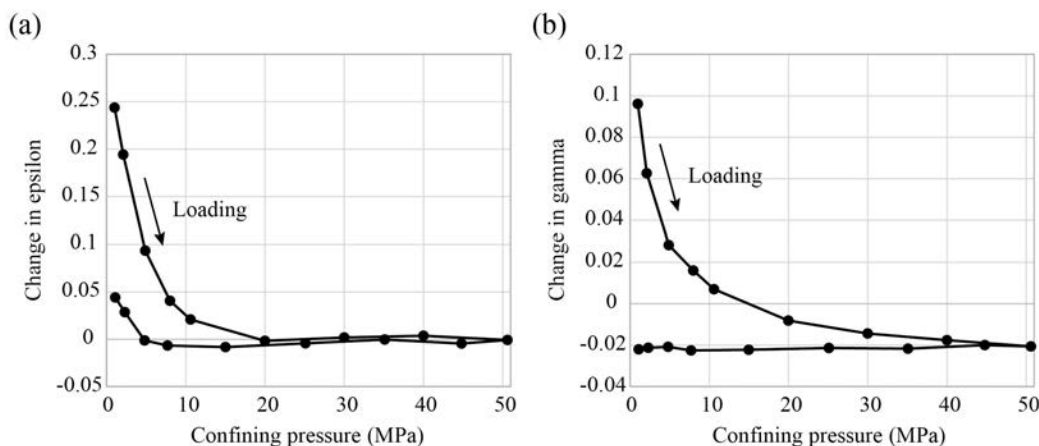 (a)
0.3
0.25
0.2
0.15
0.1
0.05
0
-0.05
Change in epsilon
Loading
0 10 20 30 40 50
Confining pressure (MPa)
(b)
0.12
0.1
0.08
0.06
0.04
0.02
0
-0.02
-0.04
Change in gamma
Loading
0 10 20 30 40 50
Confining pressure (MPa)